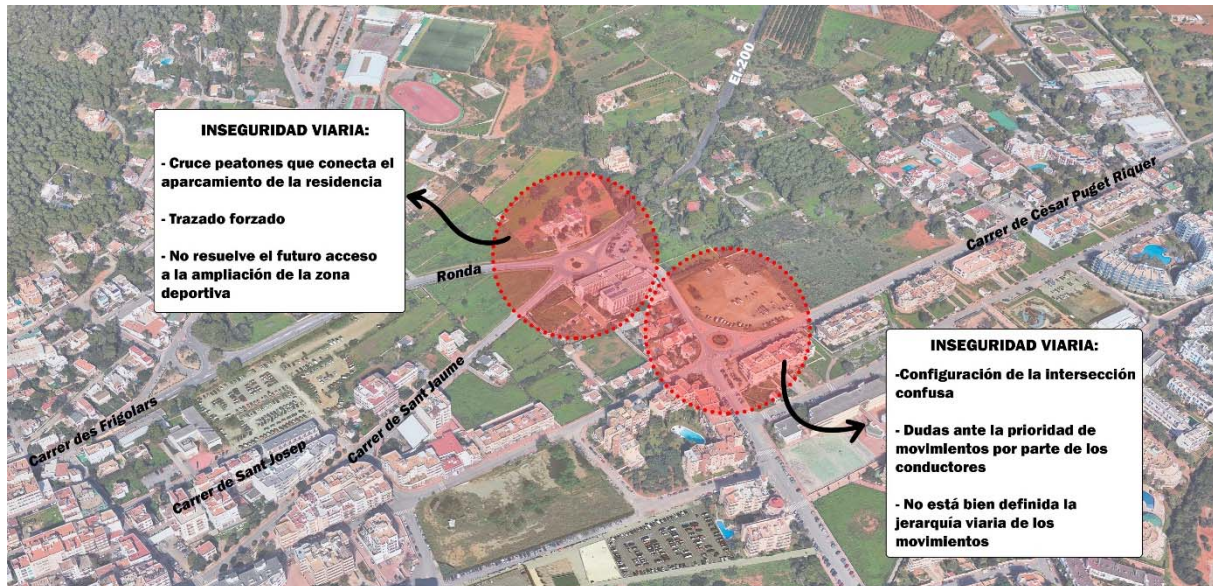 EI-200
INSEGURIDAD VIARIA:
- Cruce peatones que conecta el
aparcamiento de la residencia
- Trazado forzado
- No resuelve el futuro acceso
a la ampliación de la zona
deportiva
Ronda
Carrer de Cèsar Puget Riquer
Carrer des Frigolars
Carrer de Sant Josep
Carrer de Sant Jaume
INSEGURIDAD VIARIA:
-Configuración de la intersección
confusa
- Dudas ante la prioridad de
movimientos por parte de los
conductores
- No está bien definida la
jerarquía viaria de los
movimientos